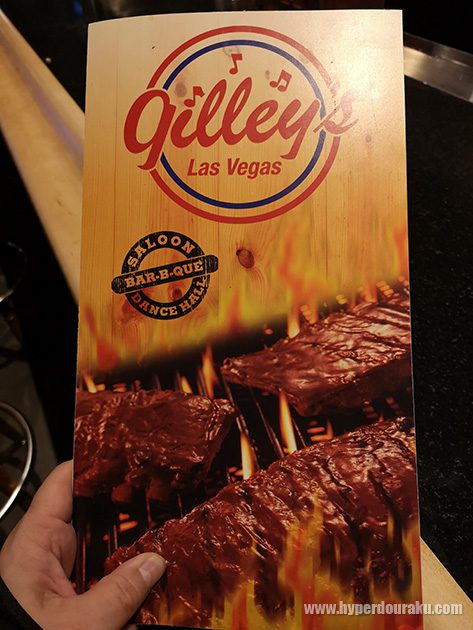 Gilley's
Las Vegas
SALOON
BAR-B-QUE
DANCE HALL
www.hyperdouraku.com